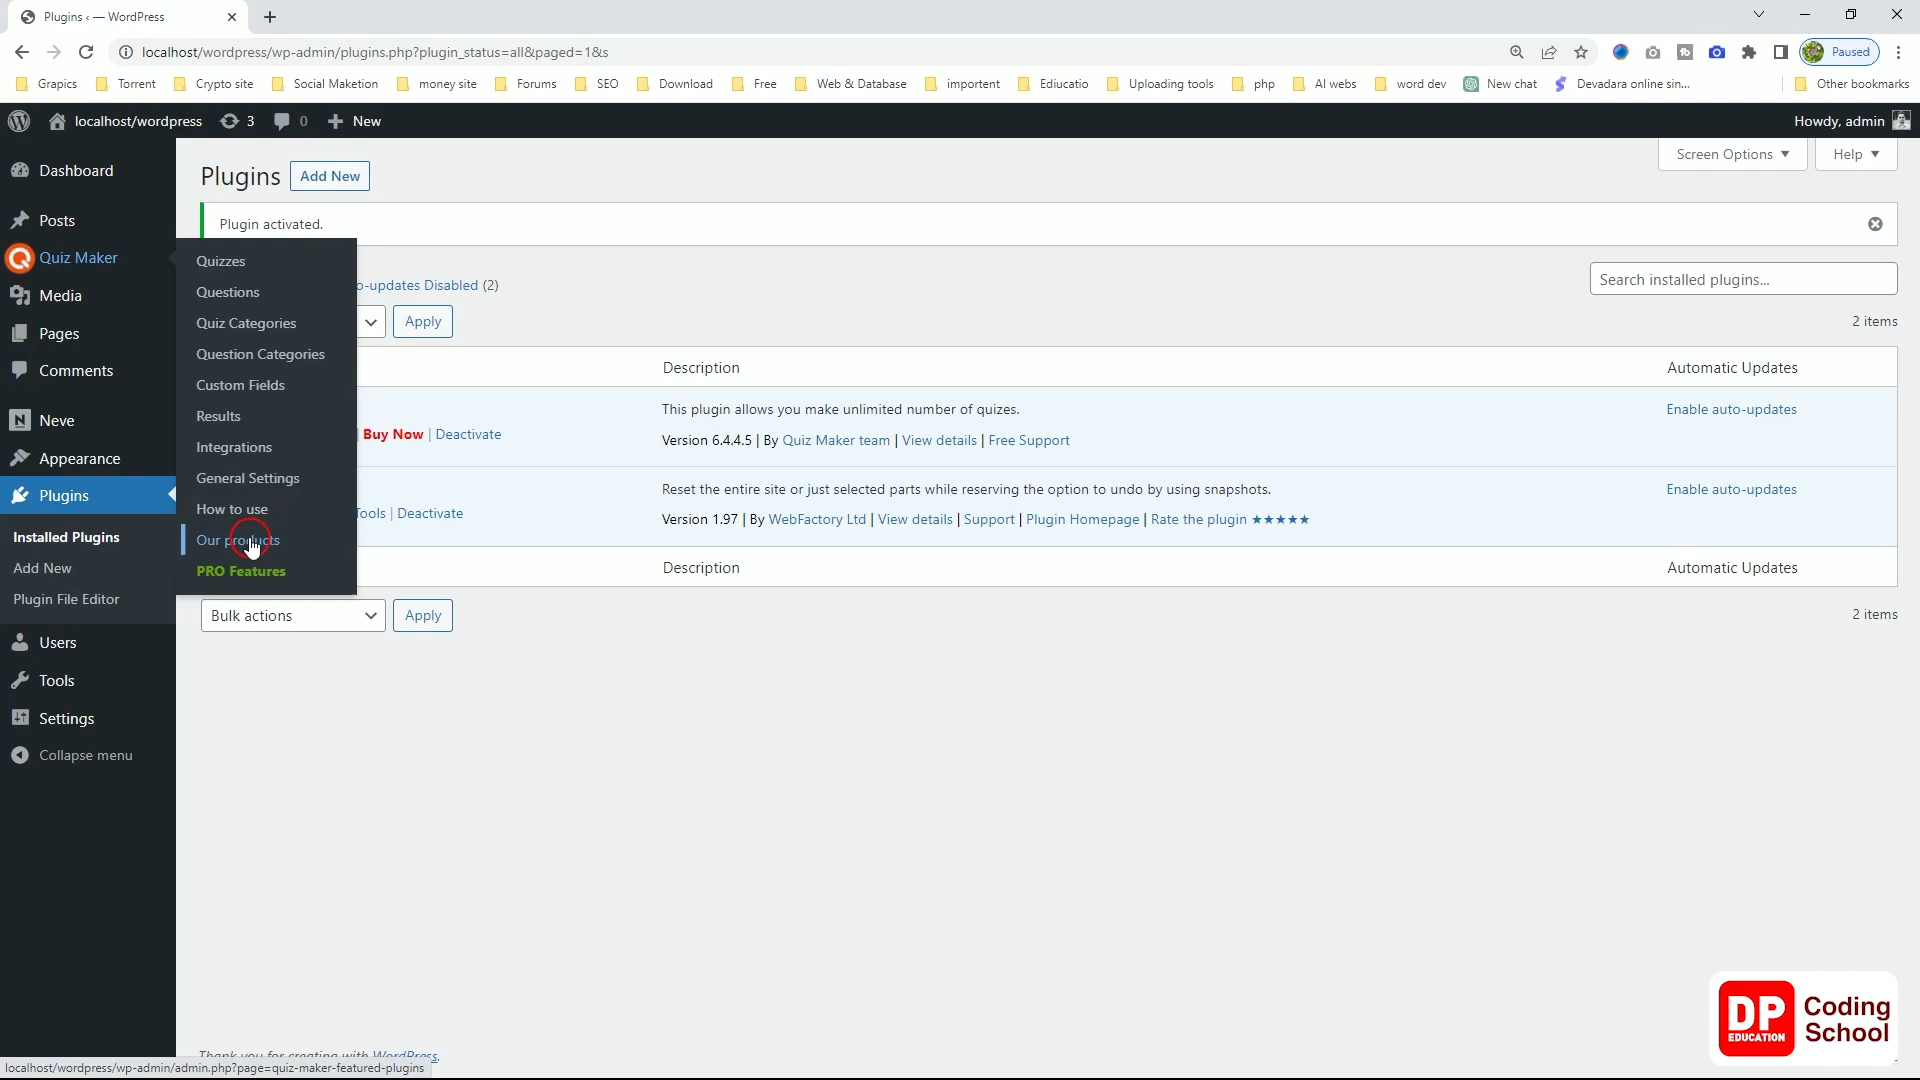 Plugins ‹ — WordPress
localhost/wordpress/wp-admin/plugins.php?plugin_status=all&paged=1&s
Paused
Grapics Torrent Crypto site Social Maketion money site Forums SEO Download Free Web & Database importent Educatio Uploading tools php AI webs word dev New chat Devadara online sin... Other bookmarks
localhost/wordpress 3 0 New Howdy, admin
Dashboard
Posts
Quiz Maker
Media
Pages
Comments
Neve
Appearance
Plugins
Installed Plugins
Add New
Plugin File Editor
Users
Tools
Settings
Collapse menu
Quizzes
Questions
Quiz Categories
Question Categories
Custom Fields
Results
Integrations
General Settings
How to use
Our products
PRO Features
Screen Options Help
Plugins Add New
Plugin activated.
o-updates Disabled (2)
Search installed plugins...
Apply
2 items
Description Automatic Updates
This plugin allows you make unlimited number of quizes. Enable auto-updates
| Buy Now | Deactivate
Version 6.4.4.5 | By Quiz Maker team | View details | Free Support
Reset the entire site or just selected parts while reserving the option to undo by using snapshots. Enable auto-updates
Tools | Deactivate
Version 1.97 | By WebFactory Ltd | View details | Support | Plugin Homepage | Rate the plugin ★★★★★
Description Automatic Updates
Bulk actions Apply 2 items
Thank you for creating with WordPress.
localhost/wordpress/wp-admin/admin.php?page=quiz-maker-featured-plugins
DP
EDUCATION
Coding
School